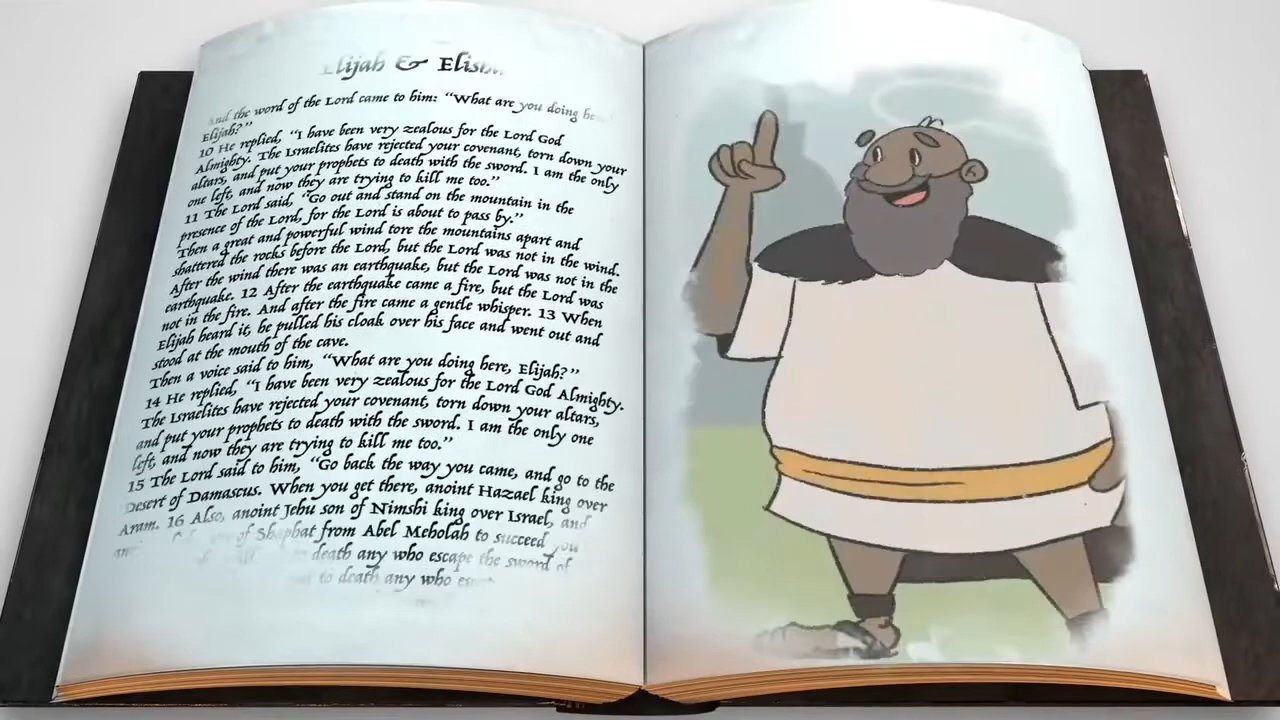 Elijah & Elisha
And the word of the Lord came to him: “What are you doing he
Elijah?”
10 He replied, “I have been very zealous for the Lord God
Almighty. The Israelites have rejected your covenant, torn down your
altars, and put your prophets to death with the sword. I am the only
one left, and now they are trying to kill me too.”
11 The Lord said, “Go out and stand on the mountain in the
presence of the Lord, for the Lord is about to pass by.”
Then a great and powerful wind tore the mountains apart and
shattered the rocks before the Lord, but the Lord was not in the wind.
After the wind there was an earthquake, but the Lord was not in the
earthquake. 12 After the earthquake came a fire, but the Lord was
not in the fire. And after the fire came a gentle whisper. 13 When
Elijah heard it, he pulled his cloak over his face and went out and
stood at the mouth of the cave.
Then a voice said to him, “What are you doing here, Elijah?”
14 He replied, “I have been very zealous for the Lord God Almighty.
The Israelites have rejected your covenant, torn down your altars,
and put your prophets to death with the sword. I am the only one
left, and now they are trying to kill me too.”
15 The Lord said to him, “Go back the way you came, and go to the
Desert of Damascus. When you get there, anoint Hazael king over
Aram. 16 Also, anoint Jehu son of Nimshi king over Israel, and
of Shaphat from Abel Meholah to succeed you
death any who escape the sword of
to death any who